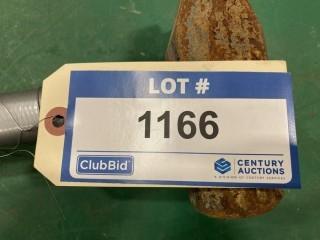 LOT #
1166
ClubBid
CENTURY
AUCTIONS
A DIVISION OF CENTURY SERVICES